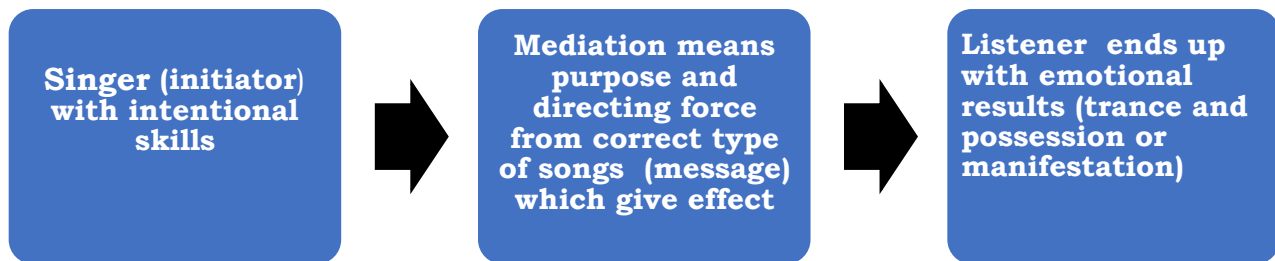 Singer (initiator)
with intentional
skills
Mediation means
purpose and
directing force
from correct type
of songs (message)
which give effect
Listener ends up
with emotional
results (trance and
possession or
manifestation)